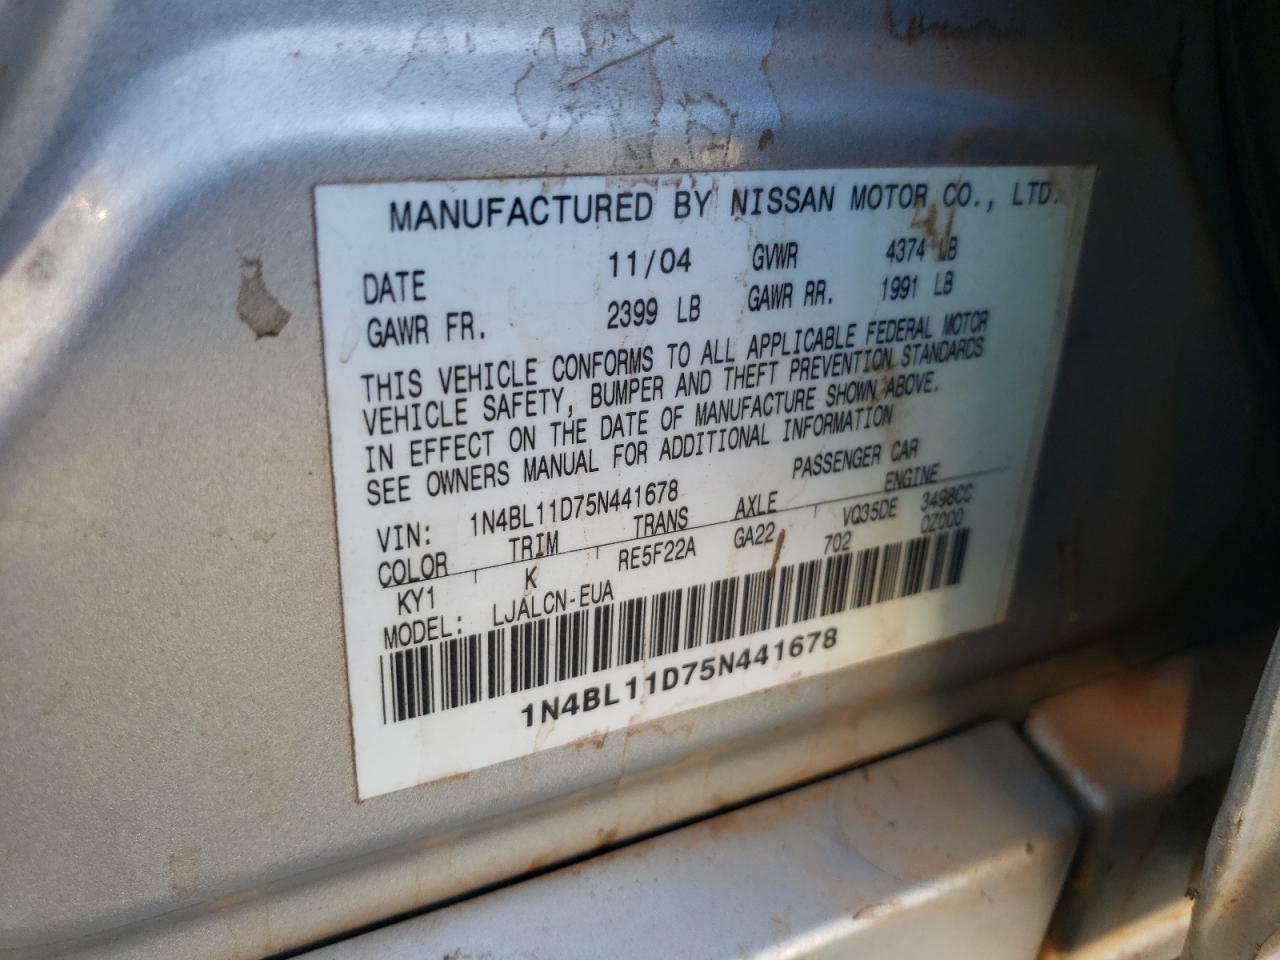 MANUFACTURED BY NISSAN MOTOR CO., LTD.
DATE 11/04 GVWR 4374 LB
GAWR FR. 2399 LB GAWR RR. 1991 LB
THIS VEHICLE CONFORMS TO ALL APPLICABLE FEDERAL MOTOR
VEHICLE SAFETY, BUMPER AND THEFT PREVENTION STANDARDS
IN EFFECT ON THE DATE OF MANUFACTURE SHOWN ABOVE.
SEE OWNERS MANUAL FOR ADDITIONAL INFORMATION
VIN: 1N4BL11D75N441678 PASSENGER CAR
COLOR TRIM TRANS AXLE ENGINE
KY1 K RE5F22A GA22 VQ35DE 3498CC
MODEL: LJALCN-EUA 702 0Z000
1N4BL11D75N441678